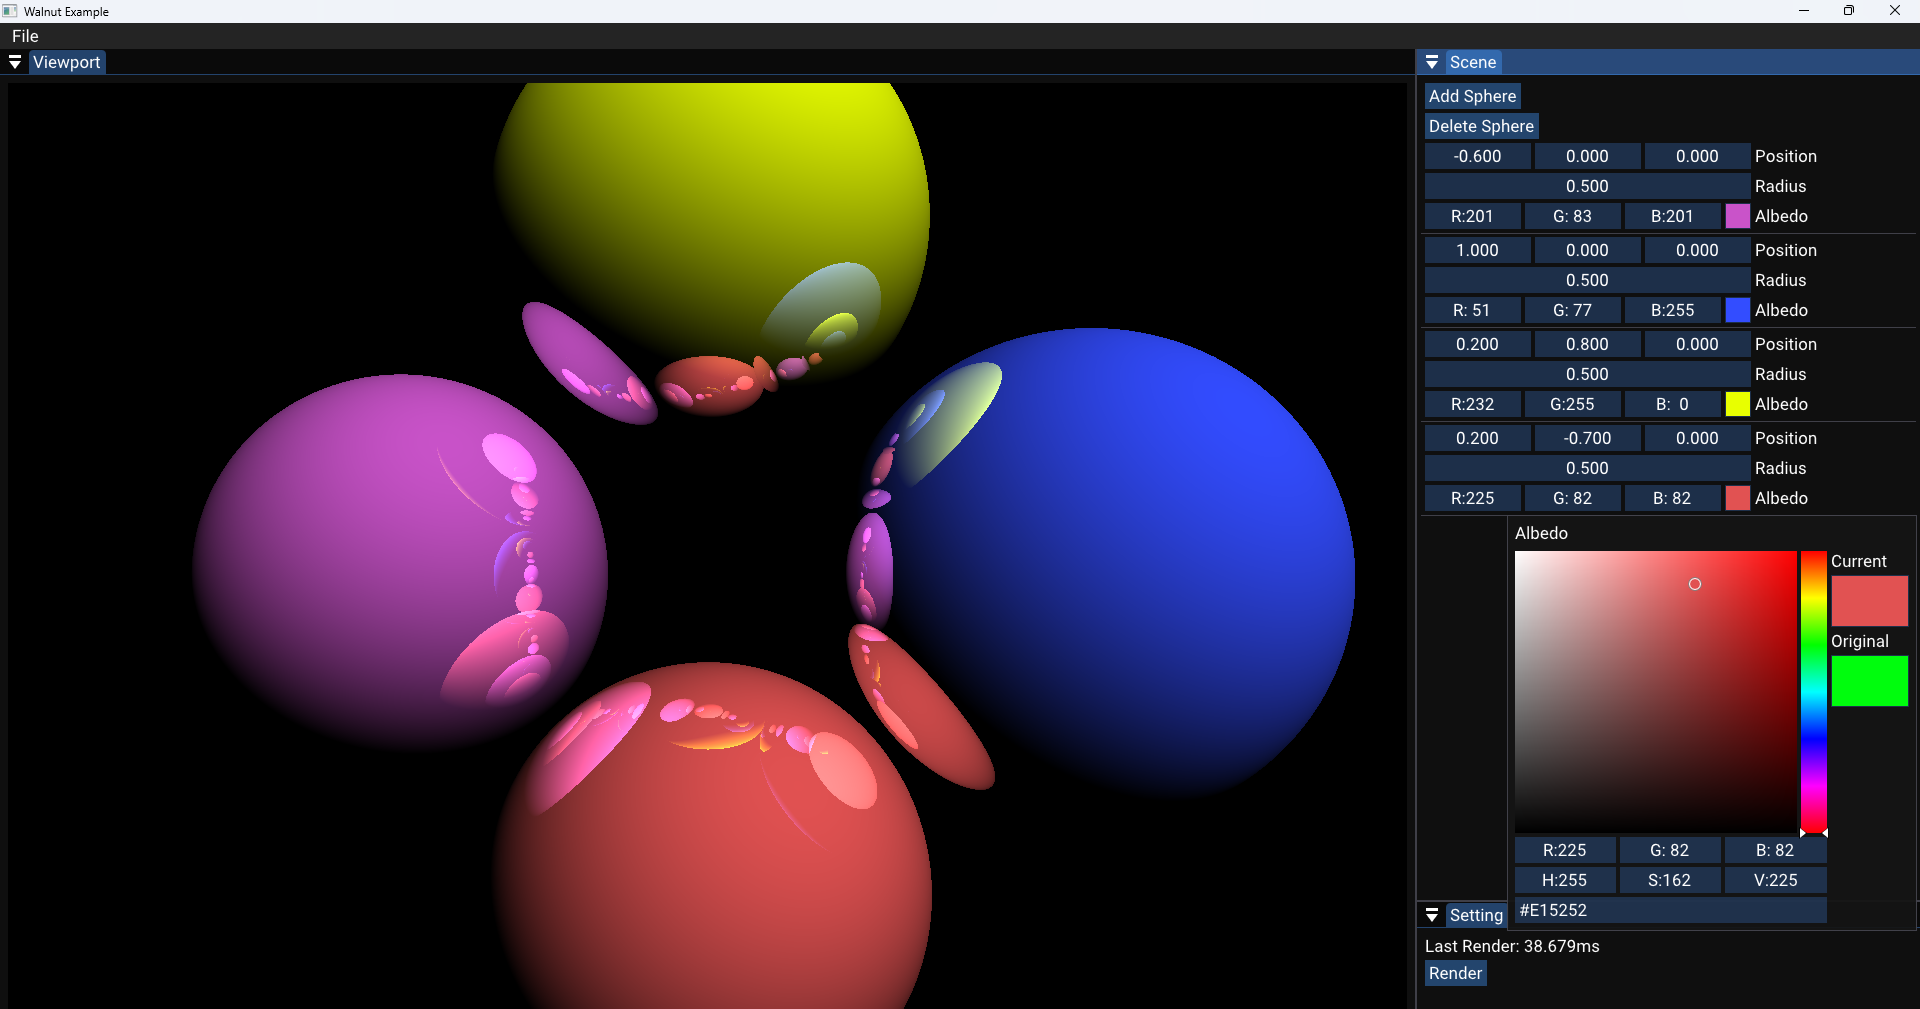 Walnut Example
File
Viewport
Scene
Add Sphere
Delete Sphere
-0.600 0.000 0.000 Position
0.500 Radius
R:201 G: 83 B:201 Albedo
1.000 0.000 0.000 Position
0.500 Radius
R: 51 G: 77 B:255 Albedo
0.200 0.800 0.000 Position
0.500 Radius
R:232 G:255 B: 0 Albedo
0.200 -0.700 0.000 Position
0.500 Radius
R:225 G: 82 B: 82 Albedo
Albedo
Current
Original
R:225 G: 82 B: 82
H:255 S:162 V:225
#E15252
Setting
Last Render: 38.679ms
Render